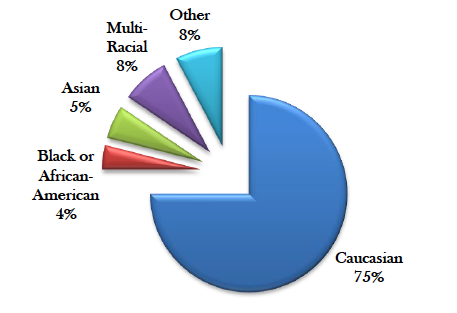 Other
8%
Multi-
Racial
8%
Asian
5%
Black or
African-
American
4%
Caucasian
75%